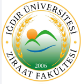 IĞDIR ÜNİVERSİTESİ
2006
ZİRAAT FAKÜLTESİ